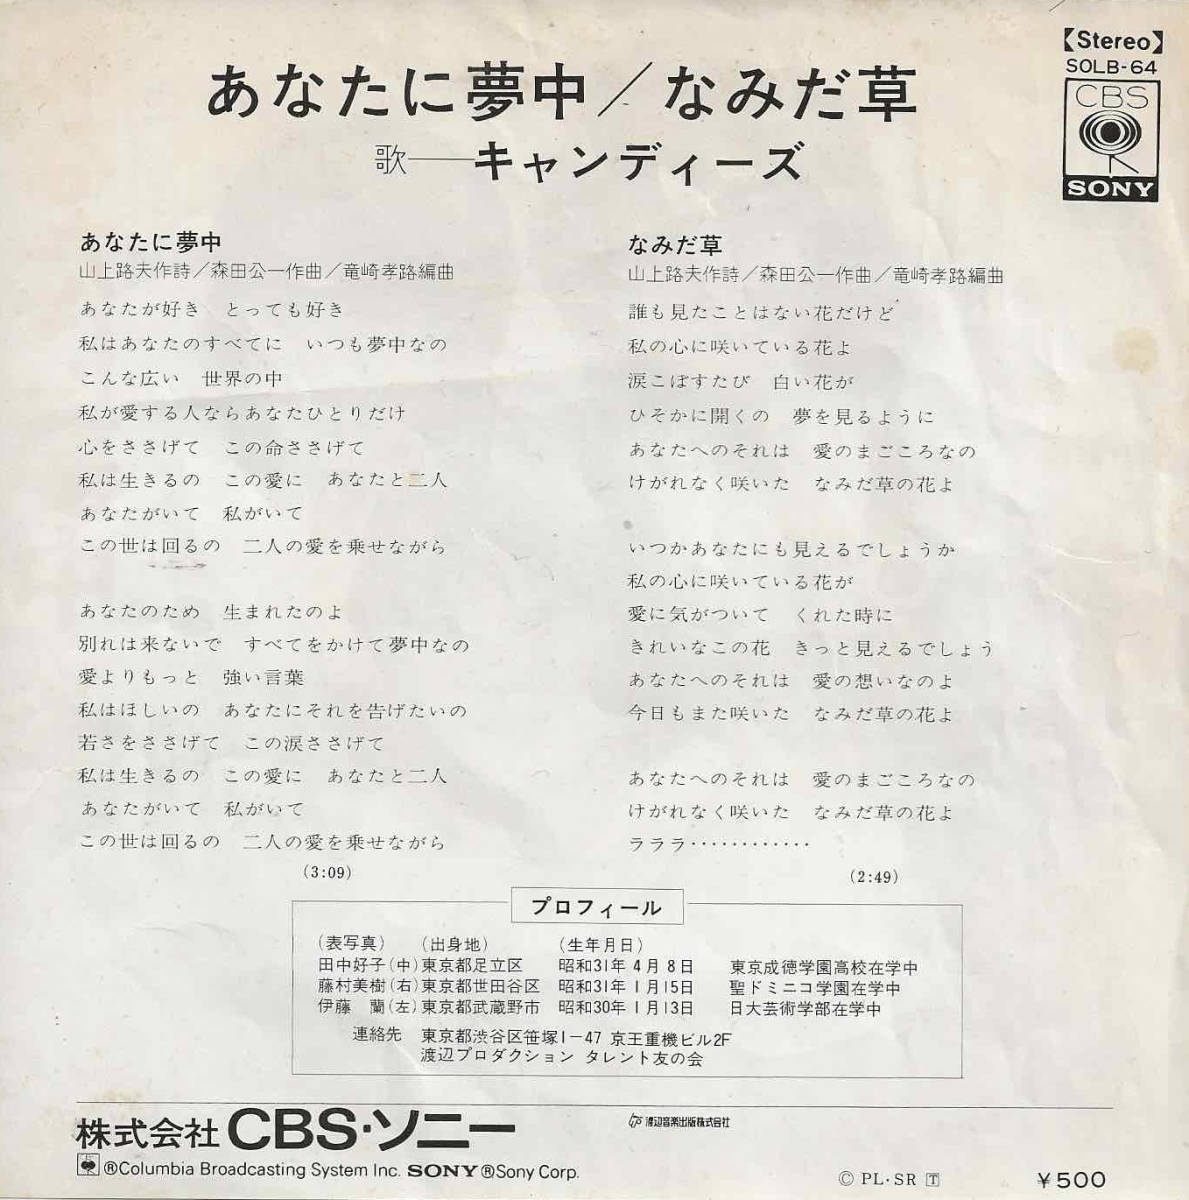 【Stereo】
SOLB-64
CBS
SONY
あなたに夢中／なみだ草
歌──キャンディーズ
あなたに夢中
山上路夫作詩／森田公一作曲／竜崎孝路編曲
あなたが好き　とっても好き
私はあなたのすべてに　いつも夢中なの
こんな広い　世界の中
私が愛する人ならあなたひとりだけ
心をささげて　この命ささげて
私は生きるの　この愛に　あなたと二人
あなたがいて　私がいて
この世は回るの　二人の愛を乗せながら
あなたのため　生まれたのよ
別れは来ないで　すべてをかけて夢中なの
愛よりもっと　強い言葉
私はほしいの　あなたにそれを告げたいの
若さをささげて　この涙ささげて
私は生きるの　この愛に　あなたと二人
あなたがいて　私がいて
この世は回るの　二人の愛を乗せながら
(3:09)
なみだ草
山上路夫作詩／森田公一作曲／竜崎孝路編曲
誰も見たことはない花だけど
私の心に咲いている花よ
涙こぼすたび　白い花が
ひそかに開くの　夢を見るように
あなたへのそれは　愛のまごころなの
けがれなく咲いた　なみだ草の花よ
いつかあなたにも見えるでしょうか
私の心に咲いている花が
愛に気がついて　くれた時に
きれいなこの花　きっと見えるでしょう
あなたへのそれは　愛の想いなのよ
今日もまた咲いた　なみだ草の花よ
あなたへのそれは　愛のまごころなの
けがれなく咲いた　なみだ草の花よ
ラララ‥‥‥‥‥‥
(2:49)
プロフィール
(表写真)　(出身地)　(生年月日)
田中好子(中)東京都足立区　昭和31年4月8日　東京成徳学園高校在学中
藤村美樹(右)東京都世田谷区　昭和31年1月15日　聖ドミニコ学園在学中
伊藤　蘭(左)東京都武蔵野市　昭和30年1月13日　日大芸術学部在学中
連絡先　東京都渋谷区笹塚1－47 京王重機ビル2F
渡辺プロダクション タレント友の会
株式会社CBS・ソニー
渡辺音楽出版株式会社
®Columbia Broadcasting System Inc. SONY ®Sony Corp.
© PL・SR T
¥500